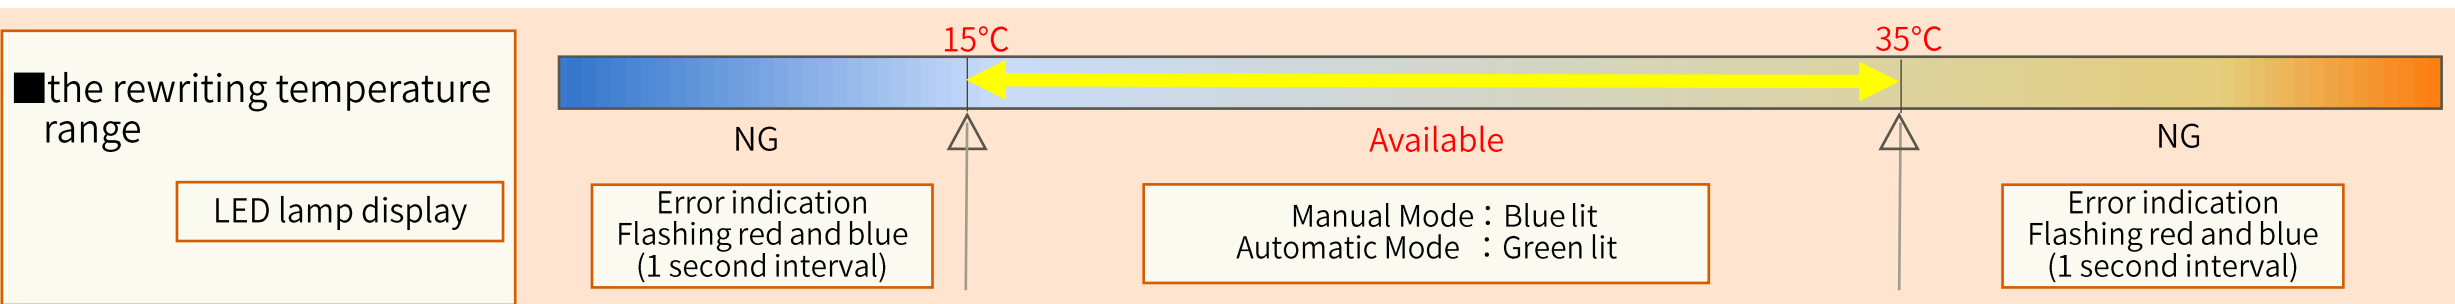 ■the rewriting temperature
range
LED lamp display
15°C
35°C
NG
Available
NG
Error indication
Flashing red and blue
(1 second interval)
Manual Mode：Blue lit
Automatic Mode ：Green lit
Error indication
Flashing red and blue
(1 second interval)